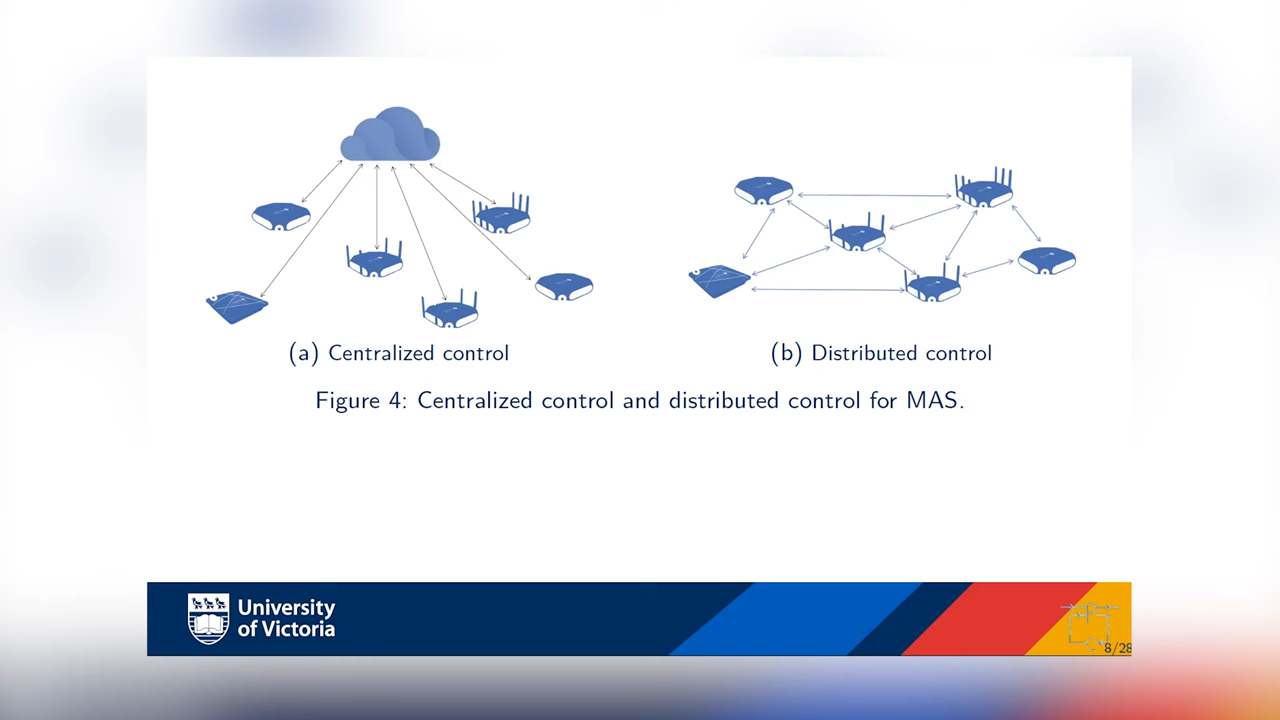 (a) Centralized control
(b) Distributed control
Figure 4: Centralized control and distributed control for MAS.
University
of Victoria
8/28